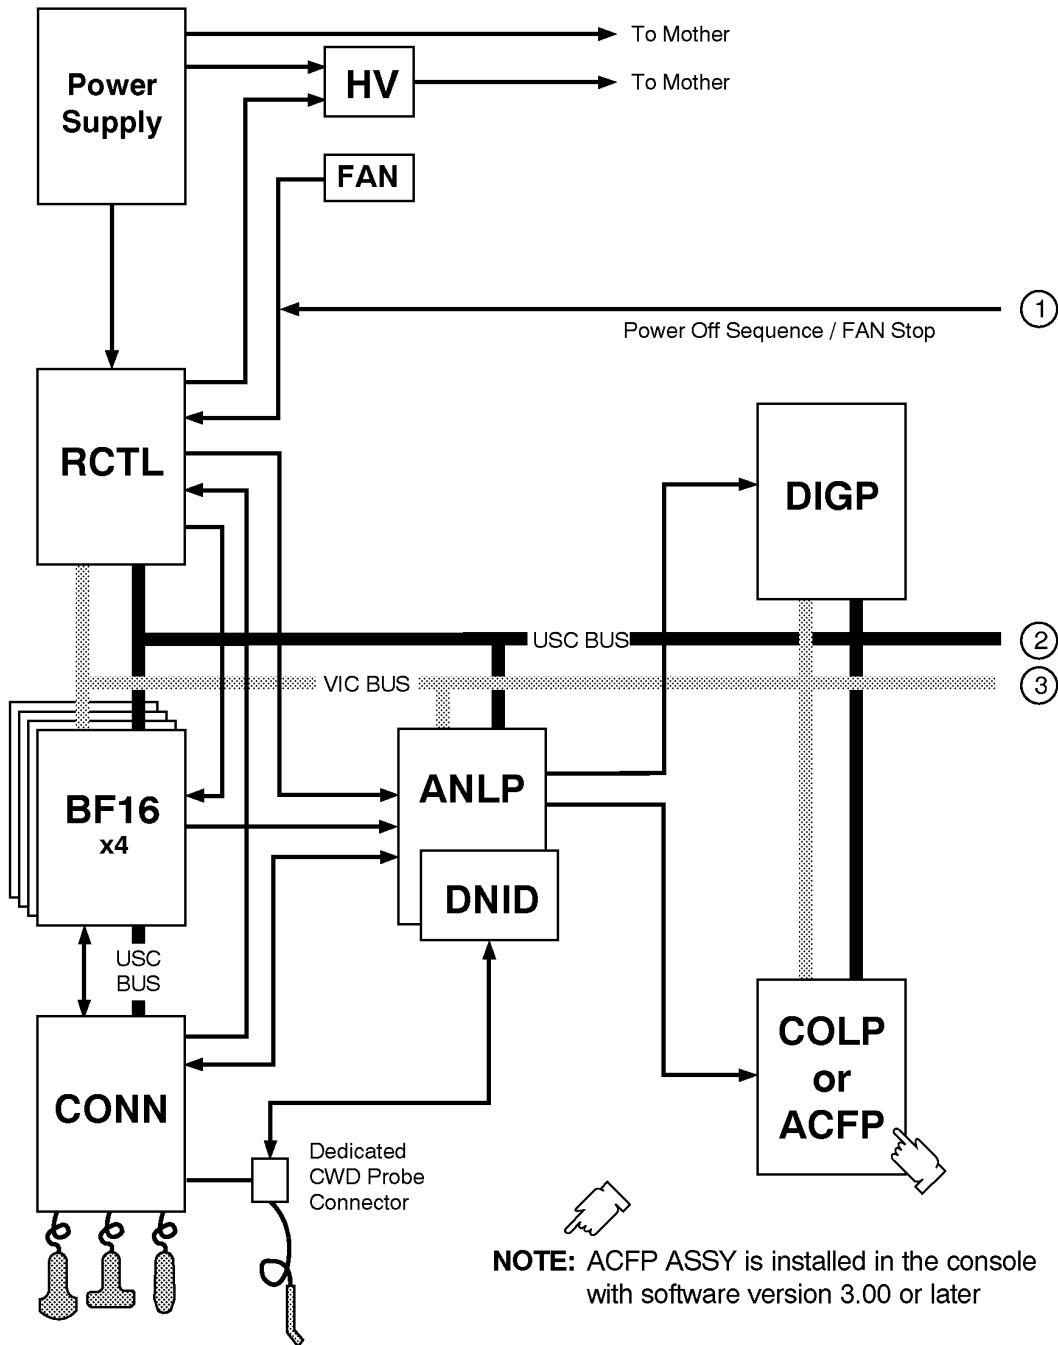 Power
Supply
To Mother
HV
To Mother
FAN
1
Power Off Sequence / FAN Stop
RCTL
DIGP
USC BUS
2
VIC BUS
3
BF16
x4
ANLP
DNID
USC
BUS
COLP
or
ACFP
CONN
Dedicated
CWD Probe
Connector
NOTE: ACFP ASSY is installed in the console
with software version 3.00 or later